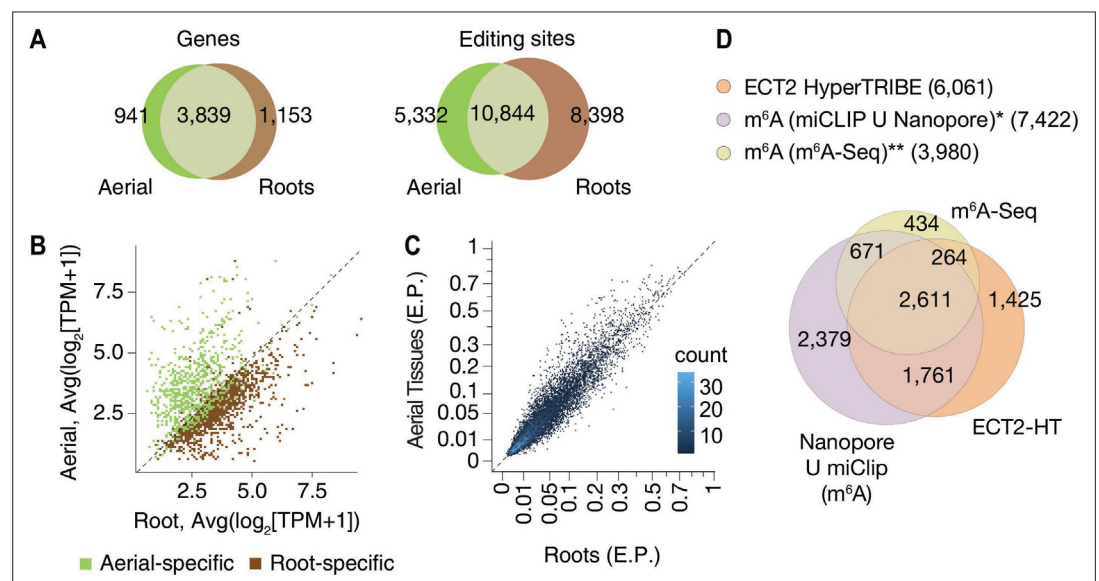 A
Genes
941
3,839
1,153
Aerial
Roots
Editing sites
5,332
10,844
8,398
Aerial
Roots
B
Aerial, Avg(log₂[TPM+1])
7.5
5.0
2.5
2.5
5.0
7.5
Root, Avg(log₂[TPM+1])
Aerial-specific
Root-specific
C
Aerial Tissues (E.P.)
1
0.7
0.5
0.3
0.2
0.1
0.05
0.01
0
0
0.01
0.05
0.1
0.2
0.3
0.5
0.7
1
Roots (E.P.)
count
30
20
10
D
ECT2 HyperTRIBE (6,061)
m⁶A (miCLIP U Nanopore)* (7,422)
m⁶A (m⁶A-Seq)** (3,980)
m⁶A-Seq
434
671
264
2,611
1,425
2,379
1,761
ECT2-HT
Nanopore
U miClip
(m⁶A)